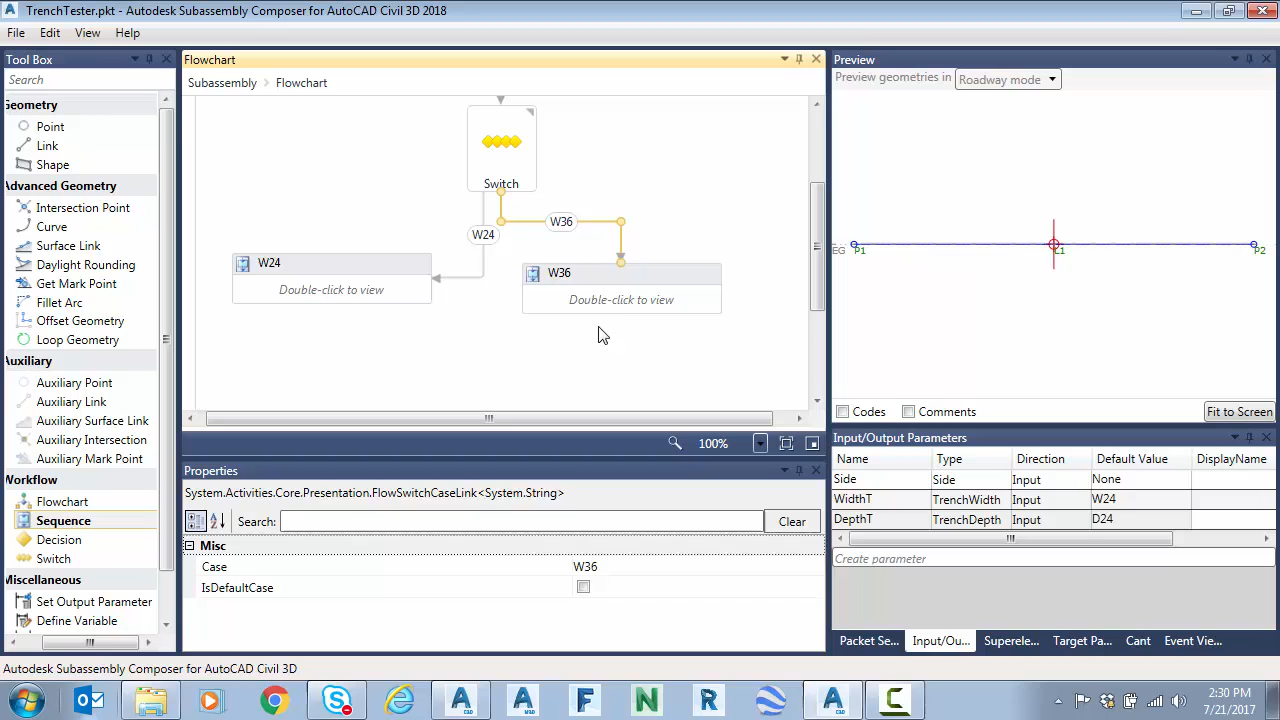 TrenchTester.pkt - Autodesk Subassembly Composer for AutoCAD Civil 3D 2018
File Edit View Help
Tool Box
Search
Geometry
Point
Link
Shape
Advanced Geometry
Intersection Point
Curve
Surface Link
Daylight Rounding
Get Mark Point
Fillet Arc
Offset Geometry
Loop Geometry
Auxiliary
Auxiliary Point
Auxiliary Link
Auxiliary Surface Link
Auxiliary Intersection
Auxiliary Mark Point
Workflow
Flowchart
Sequence
Decision
Switch
Miscellaneous
Set Output Parameter
Define Variable
Flowchart
Subassembly Flowchart
Switch
W36
W24
W24
Double-click to view
W36
Double-click to view
100%
Properties
System.Activities.Core.Presentation.FlowSwitchCaseLink<System.String>
Search: Clear
Misc
Case W36
IsDefaultCase
Preview
Preview geometries in Roadway mode
EG P1 L1 P2
Codes Comments Fit to Screen
Input/Output Parameters
Name Type Direction Default Value DisplayName
Side Side Input None
WidthT TrenchWidth Input W24
DepthT TrenchDepth Input D24
Create parameter
Packet Se... Input/Ou... Superele... Target Pa... Cant Event Vie...
Autodesk Subassembly Composer for AutoCAD Civil 3D
2:30 PM
7/21/2017